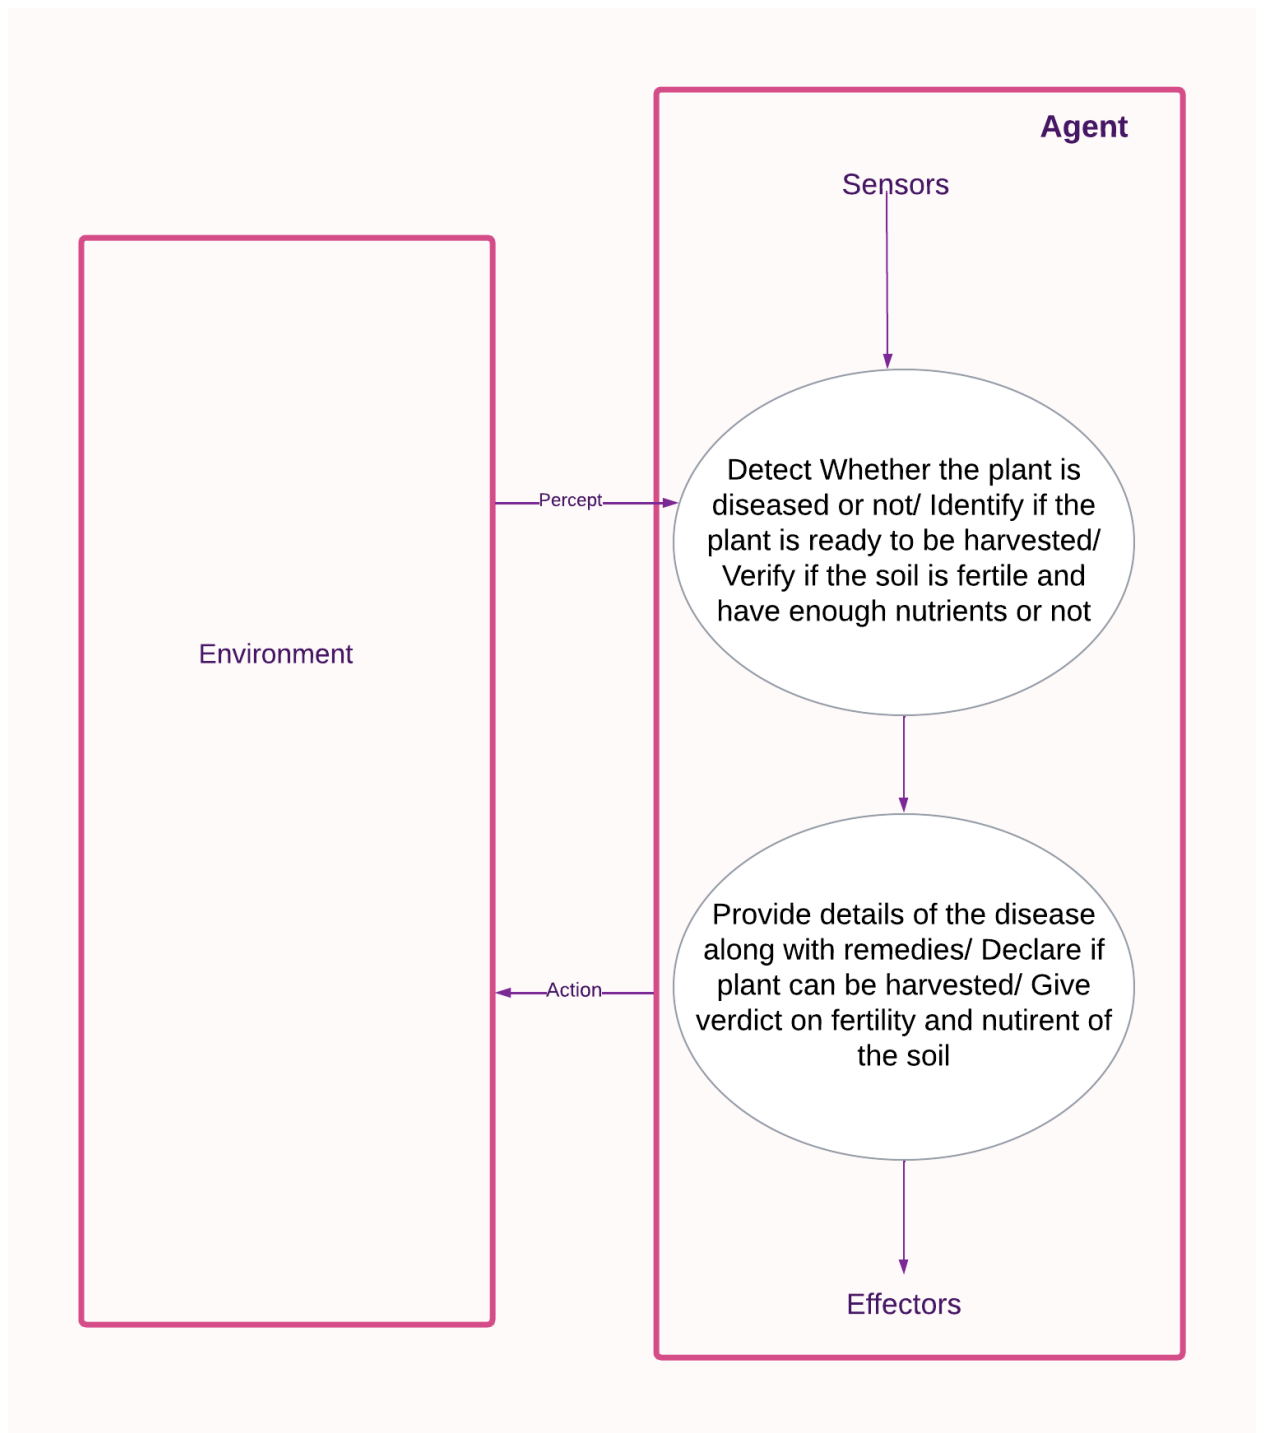 Agent
Sensors
Detect Whether the plant is
diseased or not/ Identify if the
plant is ready to be harvested/
Verify if the soil is fertile and
have enough nutrients or not
Percept
Environment
Provide details of the disease
along with remedies/ Declare if
plant can be harvested/ Give
verdict on fertility and nutirent of
the soil
Action
Effectors